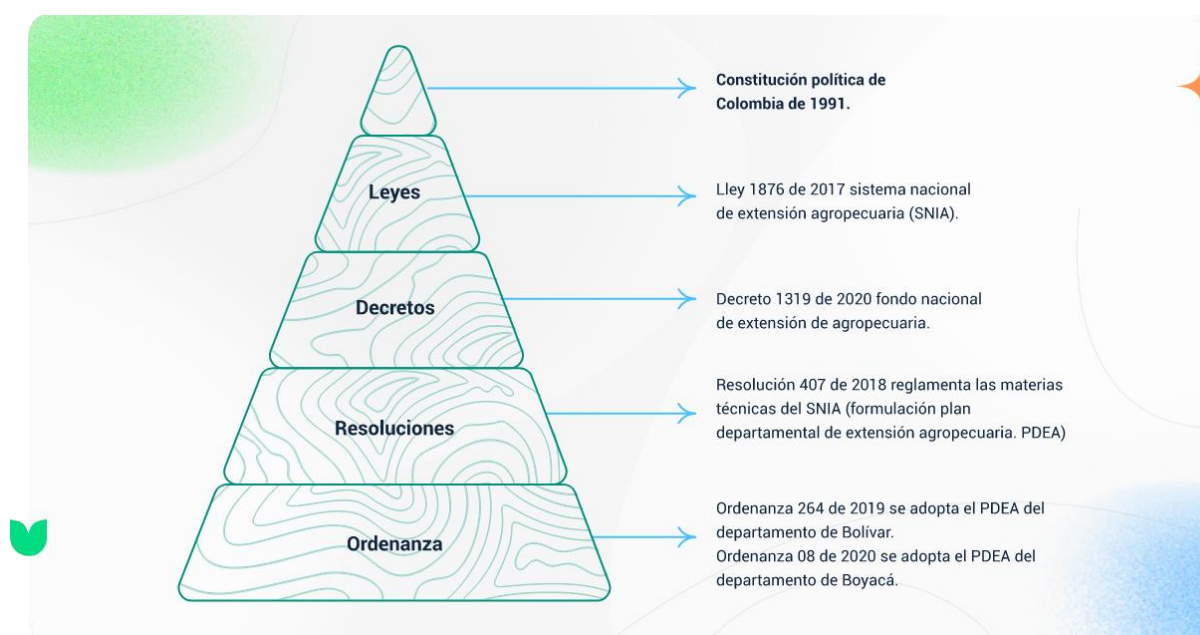 Constitución política de
Colombia de 1991.
Leyes
Lley 1876 de 2017 sistema nacional
de extensión agropecuaria (SNIA).
Decretos
Decreto 1319 de 2020 fondo nacional
de extensión de agropecuaria.
Resoluciones
Resolución 407 de 2018 reglamenta las materias
técnicas del SNIA (formulación plan
departamental de extensión agropecuaria. PDEA)
Ordenanza
Ordenanza 264 de 2019 se adopta el PDEA del
departamento de Bolívar.
Ordenanza 08 de 2020 se adopta el PDEA del
departamento de Boyacá.